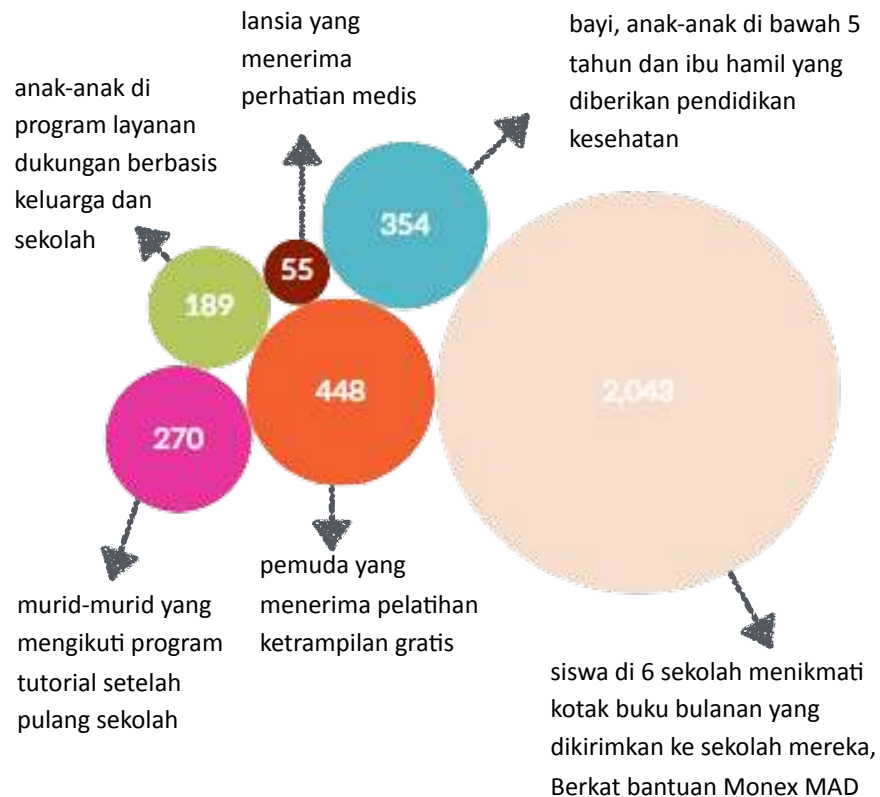 lansia yang
menerima
perhatian medis
bayi, anak-anak di bawah 5
tahun dan ibu hamil yang
diberikan pendidikan
kesehatan
anak-anak di
program layanan
dukungan berbasis
keluarga dan
sekolah
354
55
189
448
2,043
270
murid-murid yang
mengikuti program
tutorial setelah
pulang sekolah
pemuda yang
menerima pelatihan
ketrampilan gratis
siswa di 6 sekolah menikmati
kotak buku bulanan yang
dikirimkan ke sekolah mereka,
Berkat bantuan Monex MAD